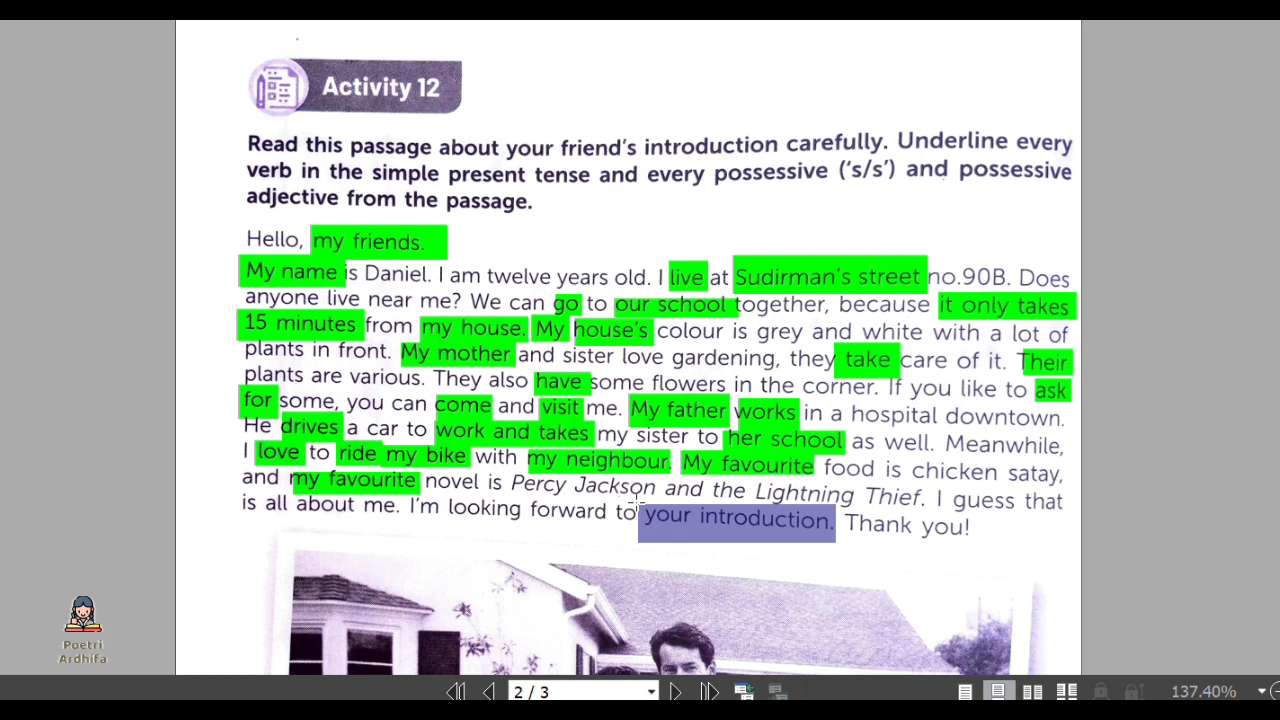 Activity 12
Read this passage about your friend's introduction carefully. Underline every
verb in the simple present tense and every possessive ('s/s') and possessive
adjective from the passage.
Hello, my friends.
My name is Daniel. I am twelve years old. I live at Sudirman's street no.90B. Does
anyone live near me? We can go to our school together, because it only takes
15 minutes from my house. My house's colour is grey and white with a lot of
plants in front. My mother and sister love gardening, they take care of it. Their
plants are various. They also have some flowers in the corner. If you like to ask
for some, you can come and visit me. My father works in a hospital downtown.
He drives a car to work and takes my sister to her school as well. Meanwhile,
I love to ride my bike with my neighbour. My favourite food is chicken satay,
and my favourite novel is Percy Jackson and the Lightning Thief. I guess that
is all about me. I'm looking forward to your introduction. Thank you!
Poetri
Ardhifa
2 / 3
137.40%